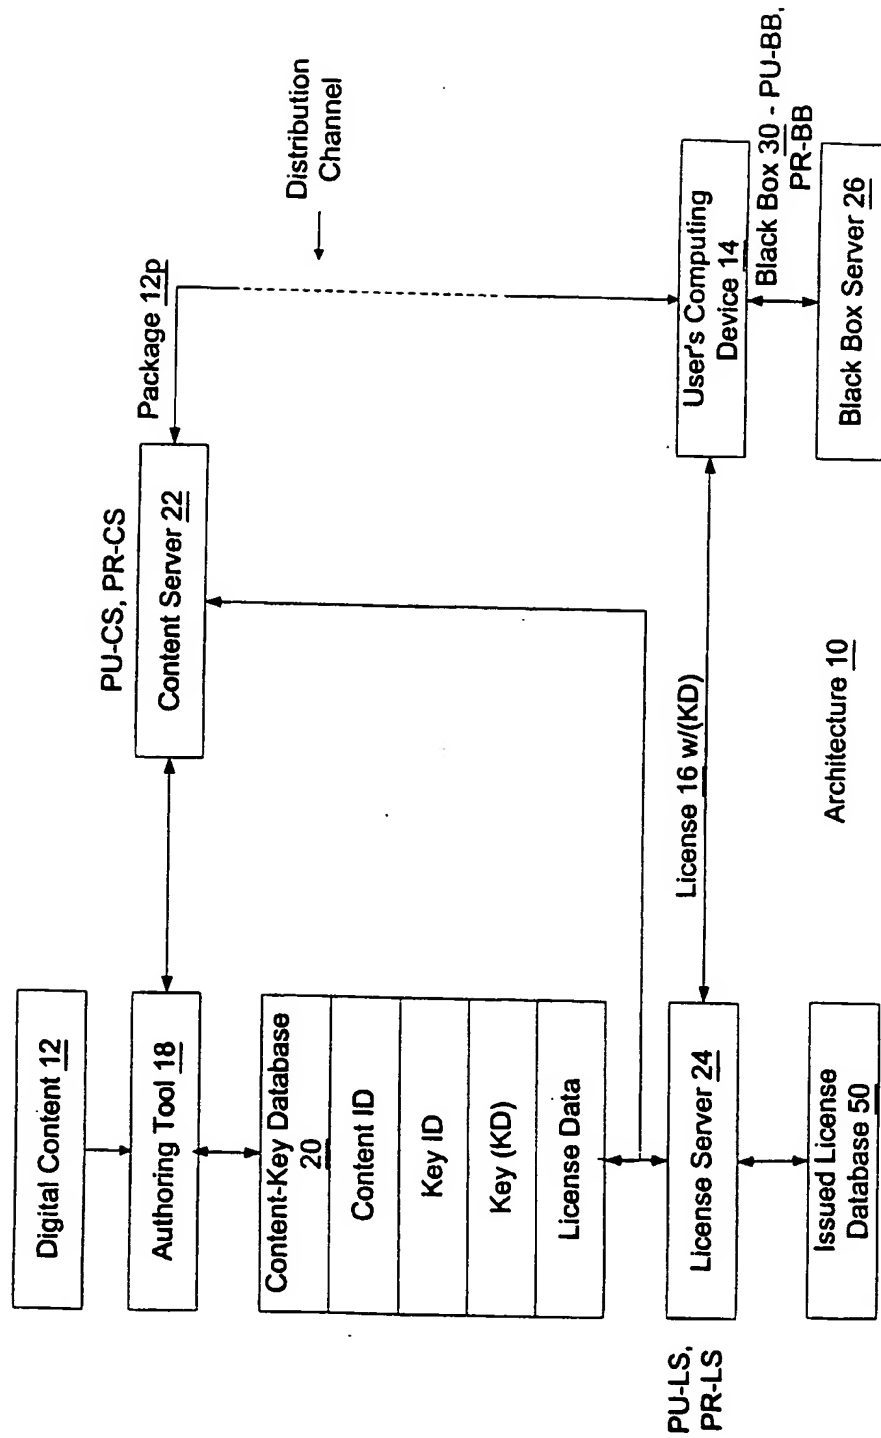 Digital Content 12
Authoring Tool 18
Content-Key Database
20
Content ID
Key ID
Key (KD)
License Data
PU-LS,
PR-LS
License Server 24
Issued License
Database 50
PU-CS, PR-CS
Content Server 22
Package 12p
Distribution
Channel
License 16 w/(KD)
User's Computing
Device 14
Black Box 30 - PU-BB,
PR-BB
Black Box Server 26
Architecture 10